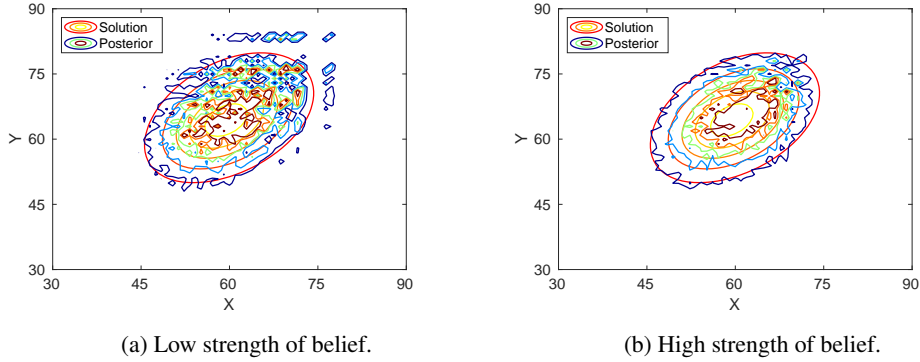 90
75
60
45
30
Y
Solution
Posterior
30 45 60 75 90
X
(a) Low strength of belief.
90
75
60
45
30
Y
Solution
Posterior
30 45 60 75 90
X
(b) High strength of belief.